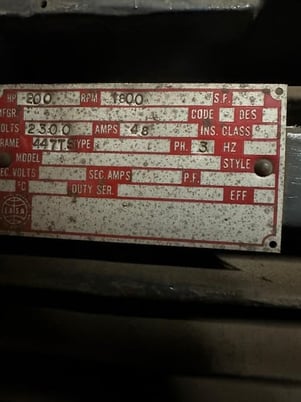 HP 200 RPM 1800 S.F.
MFGR. CODE DES
VOLTS 2300 AMPS 48 INS. CLASS
FRAME 447TS TYPE PH. 3 HZ
MODEL STYLE
SEC. VOLTS SEC. AMPS P.F.
°C DUTY SER. EFF
EASA